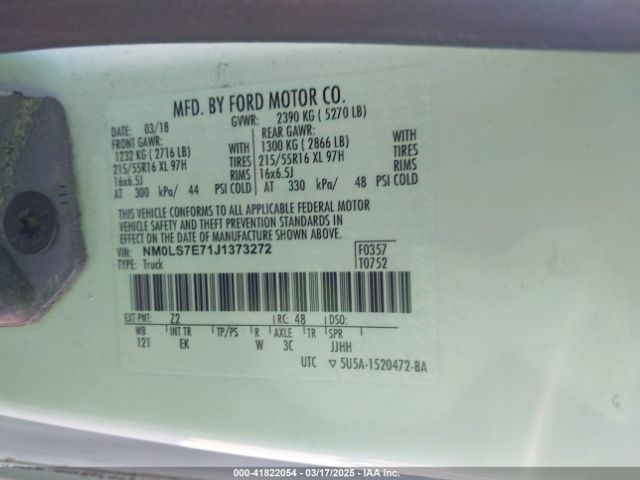 MFD. BY FORD MOTOR CO.
DATE: 03/18 GVWR: 2390 KG ( 5270 LB)
FRONT GAWR: REAR GAWR:
1232 KG ( 2716 LB) WITH 1300 KG ( 2866 LB) WITH
215/55R16 XL 97H TIRES 215/55R16 XL 97H TIRES
16x6.5J RIMS 16x6.5J RIMS
AT 300 kPa/ 44 PSI COLD AT 330 kPa/ 48 PSI COLD
THIS VEHICLE CONFORMS TO ALL APPLICABLE FEDERAL MOTOR
VEHICLE SAFETY AND THEFT PREVENTION STANDARDS IN
EFFECT ON THE DATE OF MANUFACTURE SHOWN ABOVE.
VIN: NM0LS7E71J1373272 F0357
TYPE: Truck T0752
EXT PNT: Z2 RC: 48 DSO:
WB INT TR TP/PS R AXLE TR SPR
121 EK W 3C JJHH
UTC ▽ 5U5A-1520472-BA
©WWW.IAAI.COM
OW-41822054 - 03/17/2025 - IAA Inc.